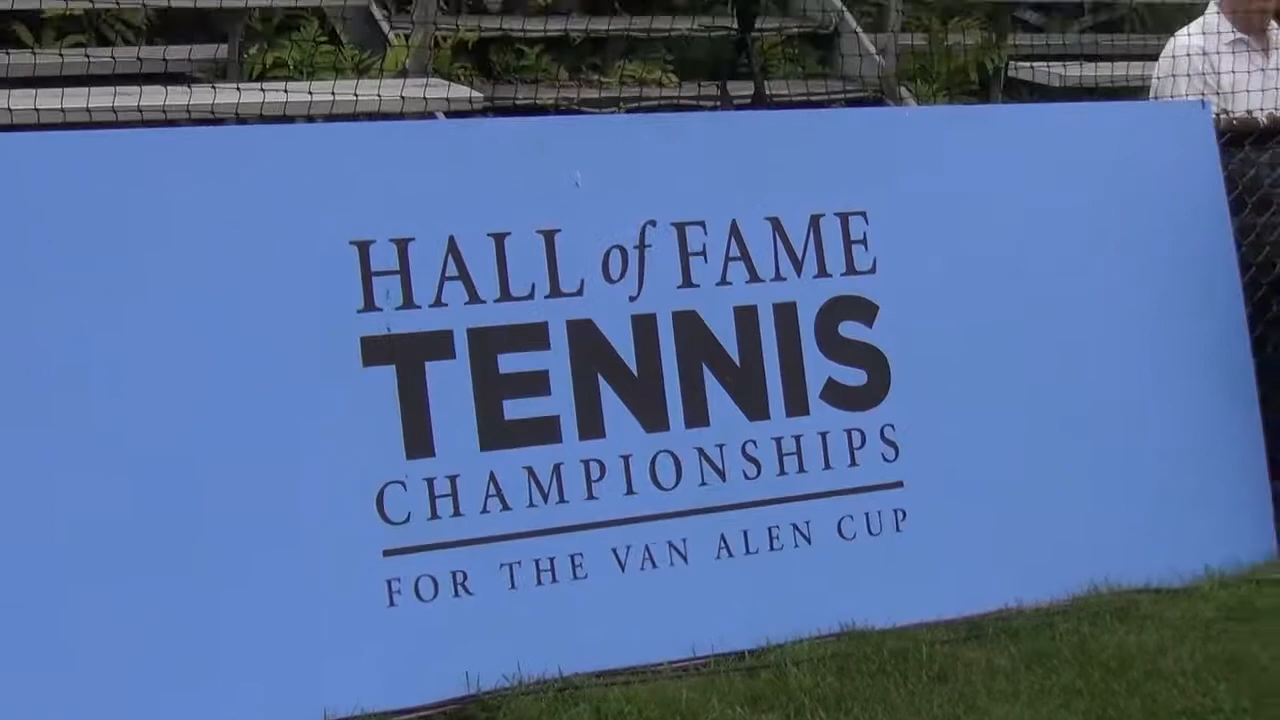 HALL of FAME
TENNIS
CHAMPIONSHIPS
FOR THE VAN ALEN CUP